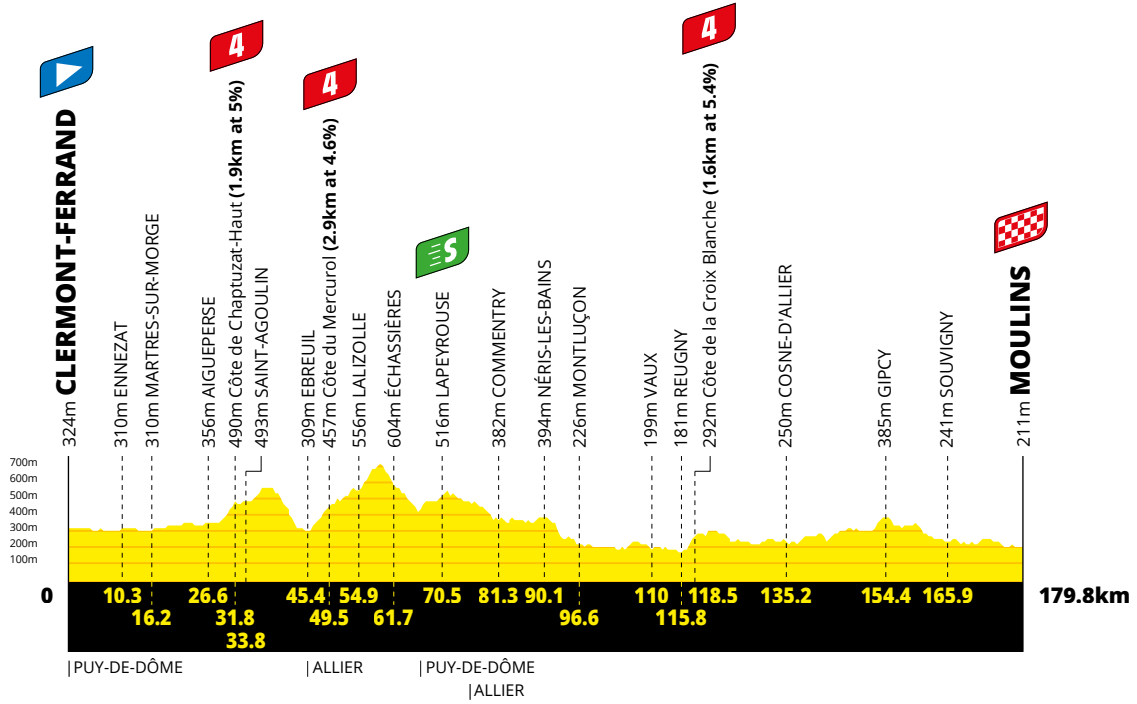 4
4
4
S
324m CLERMONT-FERRAND
310m ENNEZAT
310m MARTRES-SUR-MORGE
356m AIGUEPERSE
490m Côte de Chaptuzat-Haut (1.9km at 5%)
493m SAINT-AGOULIN
309m EBREUIL
457m Côte du Mercurol (2.9km at 4.6%)
556m LALIZOLLE
604m ÉCHASSIÈRES
516m LAPEYROUSE
382m COMMENTRY
394m NÉRIS-LES-BAINS
226m MONTLUÇON
199m VAUX
181m REUGNY
292m Côte de la Croix Blanche (1.6km at 5.4%)
250m COSNE-D'ALLIER
385m GIPCY
241m SOUVIGNY
211m MOULINS
700m
600m
500m
400m
300m
200m
100m
0 10.3 26.6 45.4 54.9 70.5 81.3 90.1 110 118.5 135.2 154.4 165.9 179.8km
16.2 31.8 49.5 61.7 96.6 115.8
33.8
|PUY-DE-DÔME |ALLIER |PUY-DE-DÔME
|ALLIER